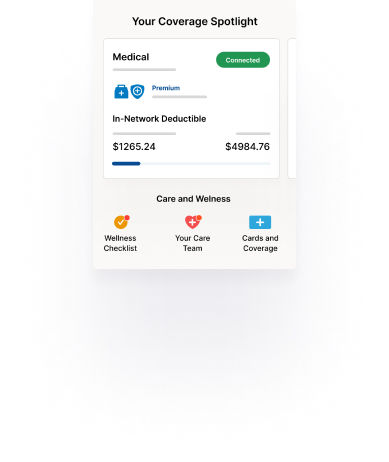 Your Coverage Spotlight
Medical
Connected
Premium
In-Network Deductible
$1265.24
$4984.76
Care and Welness
Wellness
Checklist
Your Care
Team
Cards and
Coverage